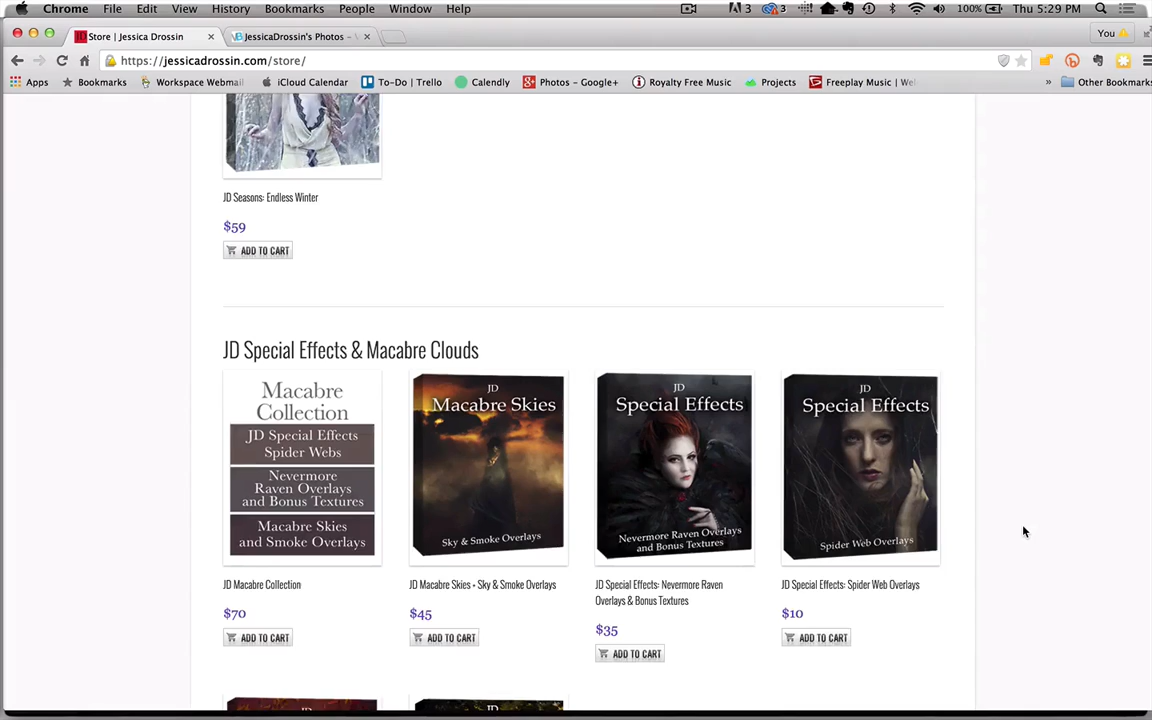 Chrome File Edit View History Bookmarks People Window Help
3 3 100% Thu 5:29 PM
Store | Jessica Drossin
JessicaDrossin's Photos –
You
https://jessicadrossin.com/store/
Apps Bookmarks Workspace Webmail iCloud Calendar To-Do | Trello Calendly Photos - Google+ Royalty Free Music Projects Freeplay Music | We » Other Bookmarks
JD Seasons: Endless Winter
$59
ADD TO CART
JD Special Effects & Macabre Clouds
Macabre
Collection
JD Special Effects
Spider Webs
Nevermore
Raven Overlays
and Bonus Textures
Macabre Skies
and Smoke Overlays
JD Macabre Collection
$70
ADD TO CART
JD
Macabre Skies
Sky & Smoke Overlays
JD Macabre Skies + Sky & Smoke Overlays
$45
ADD TO CART
JD
Special Effects
Nevermore Raven Overlays
and Bonus Textures
JD Special Effects: Nevermore Raven
Overlays & Bonus Textures
$35
ADD TO CART
JD
Special Effects
Spider Web Overlays
JD Special Effects: Spider Web Overlays
$10
ADD TO CART
JD